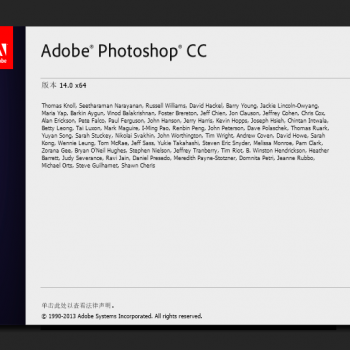 Adobe® Photoshop® CC
版本 14.0 x64
Thomas Knoll, Seetharaman Narayanan, Russell Williams, David Hackel, Barry Young, Jackie Lincoln-Owyang,
Maria Yap, Barkin Aygun, Vinod Balakrishnan, Foster Brereton, Jeff Chien, Jon Clauson, Jeffrey Cohen, Chris Cox,
Alan Erickson, Pete Falco, Paul Ferguson, John Hanson, Jerry Harris, Kevin Hopps, Joseph Hsieh, Chintan Intwala,
Betty Leong, Tai Luxon, Mark Maguire, I-Ming Pao, Renbin Peng, John Peterson, Dave Polaschek, Thomas Ruark,
Yuyan Song, Sarah Stuckey, Nikolai Svakhin, John Worthington, Tim Wright, Andrew Coven, David Howe, Sarah
Kong, Wennie Leung, Tom McRae, Jeff Sass, Yukie Takahashi, Steven Eric Snyder, Melissa Monroe, Pam Clark,
Zorana Gee, Bryan O'Neil Hughes, Stephen Nielson, Jeffrey Tranberry, Tim Riot, B. Winston Hendrickson, Heather
Barrett, Judy Severance, Ravi Jain, Daniel Presedo, Meredith Payne-Stotzner, Domnita Petri, Jeanne Rubbo,
Michael Orts, Steve Guilhamet, Shawn Cheris
单击此处以查看法律声明。
© 1990-2013 Adobe Systems Incorporated. All rights reserved.